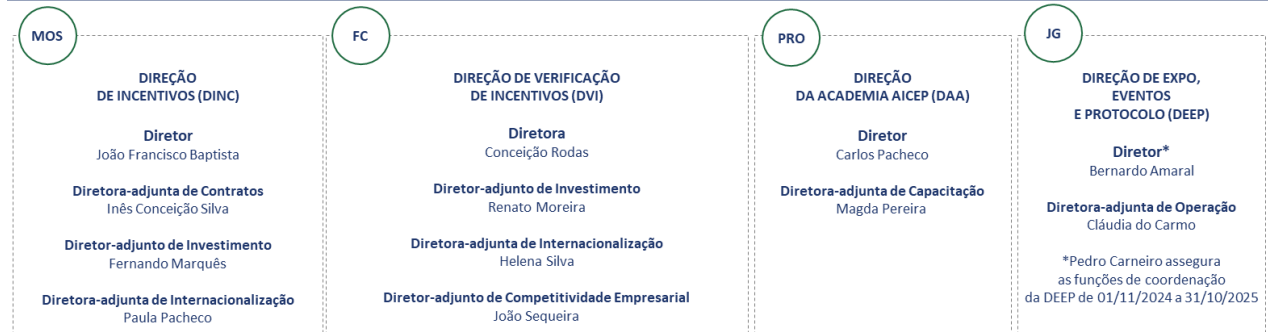 MOS
DIREÇÃO
DE INCENTIVOS (DINC)
Diretor
João Francisco Baptista
Diretora-adjunta de Contratos
Inês Conceição Silva
Diretor-adjunto de Investimento
Fernando Marquês
Diretora-adjunta de Internacionalização
Paula Pacheco
FC
DIREÇÃO DE VERIFICAÇÃO
DE INCENTIVOS (DVI)
Diretora
Conceição Rodas
Diretor-adjunto de Investimento
Renato Moreira
Diretora-adjunta de Internacionalização
Helena Silva
Diretor-adjunto de Competitividade Empresarial
João Sequeira
PRO
DIREÇÃO
DA ACADEMIA AICEP (DAA)
Diretor
Carlos Pacheco
Diretora-adjunta de Capacitação
Magda Pereira
JG
DIREÇÃO DE EXPO,
EVENTOS
E PROTOCOLO (DEEP)
Diretor*
Bernardo Amaral
Diretora-adjunta de Operação
Cláudia do Carmo
*Pedro Carneiro assegura
as funções de coordenação
da DEEP de 01/11/2024 a 31/10/2025